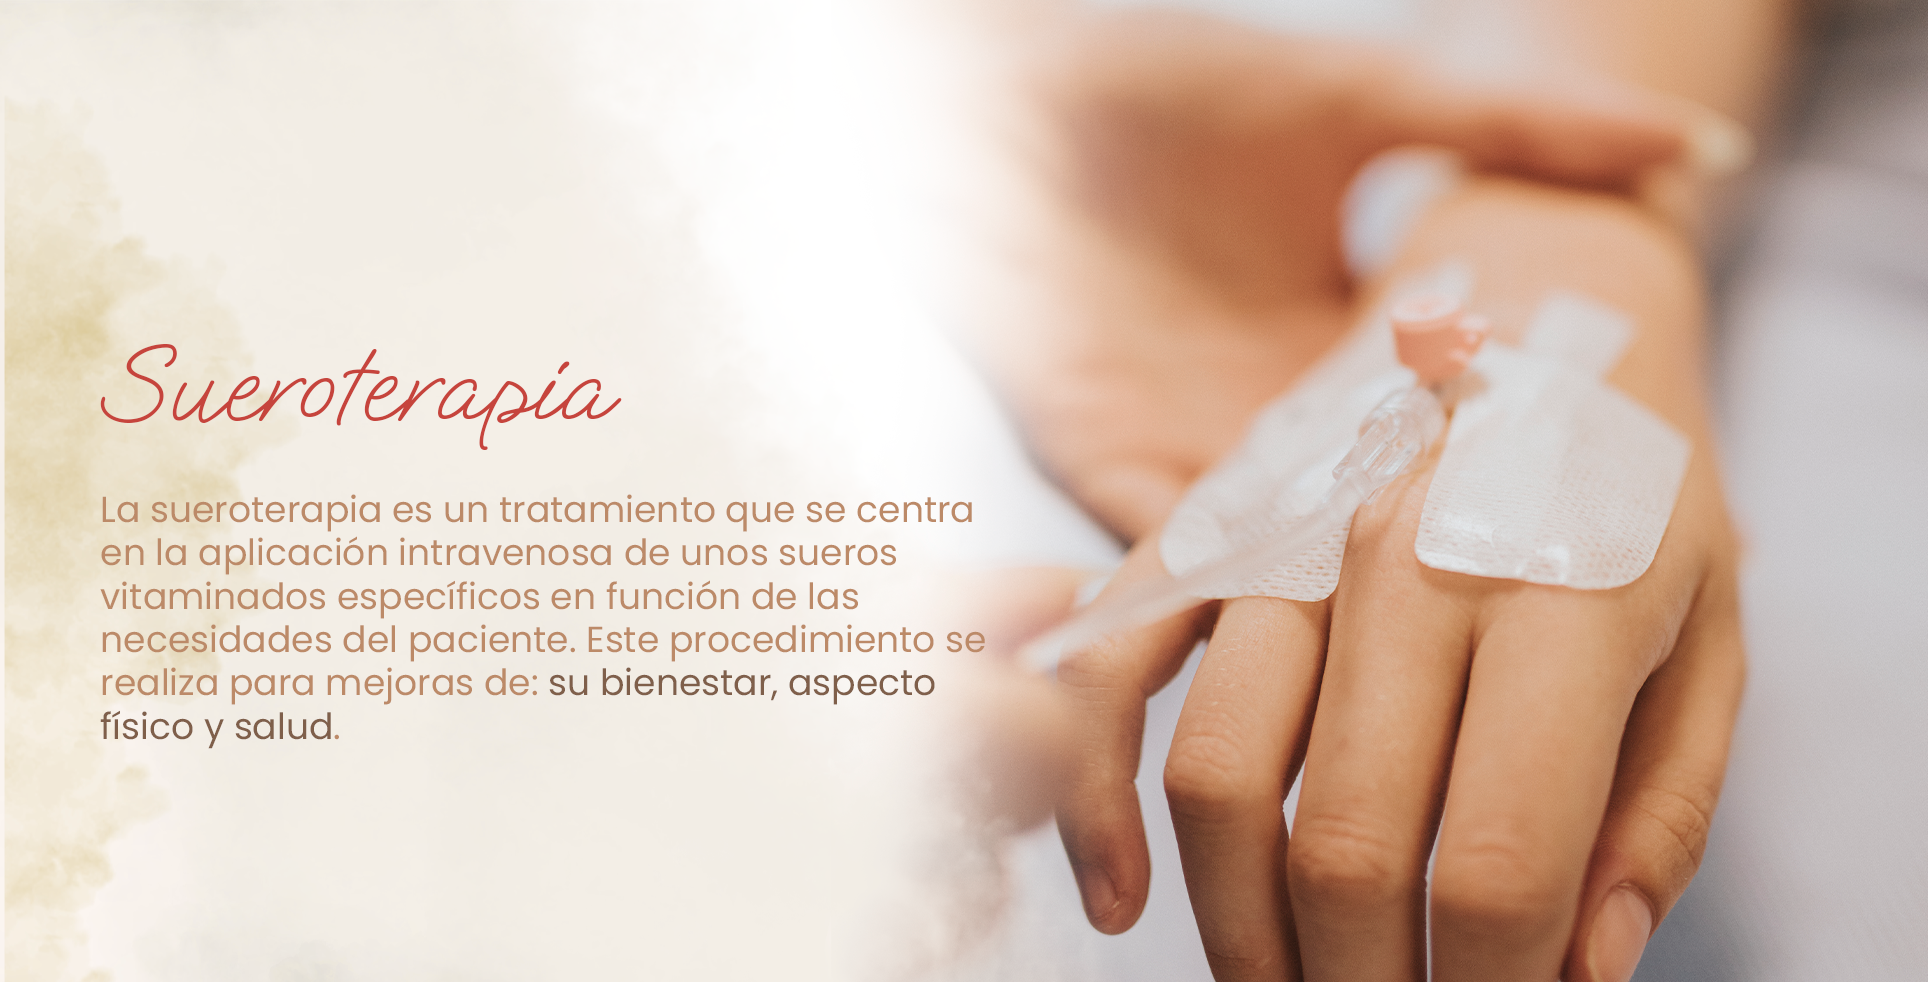 Sueroterapia
La sueroterapia es un tratamiento que se centra
en la aplicación intravenosa de unos sueros
vitaminados específicos en función de las
necesidades del paciente. Este procedimiento se
realiza para mejoras de: su bienestar, aspecto
físico y salud.